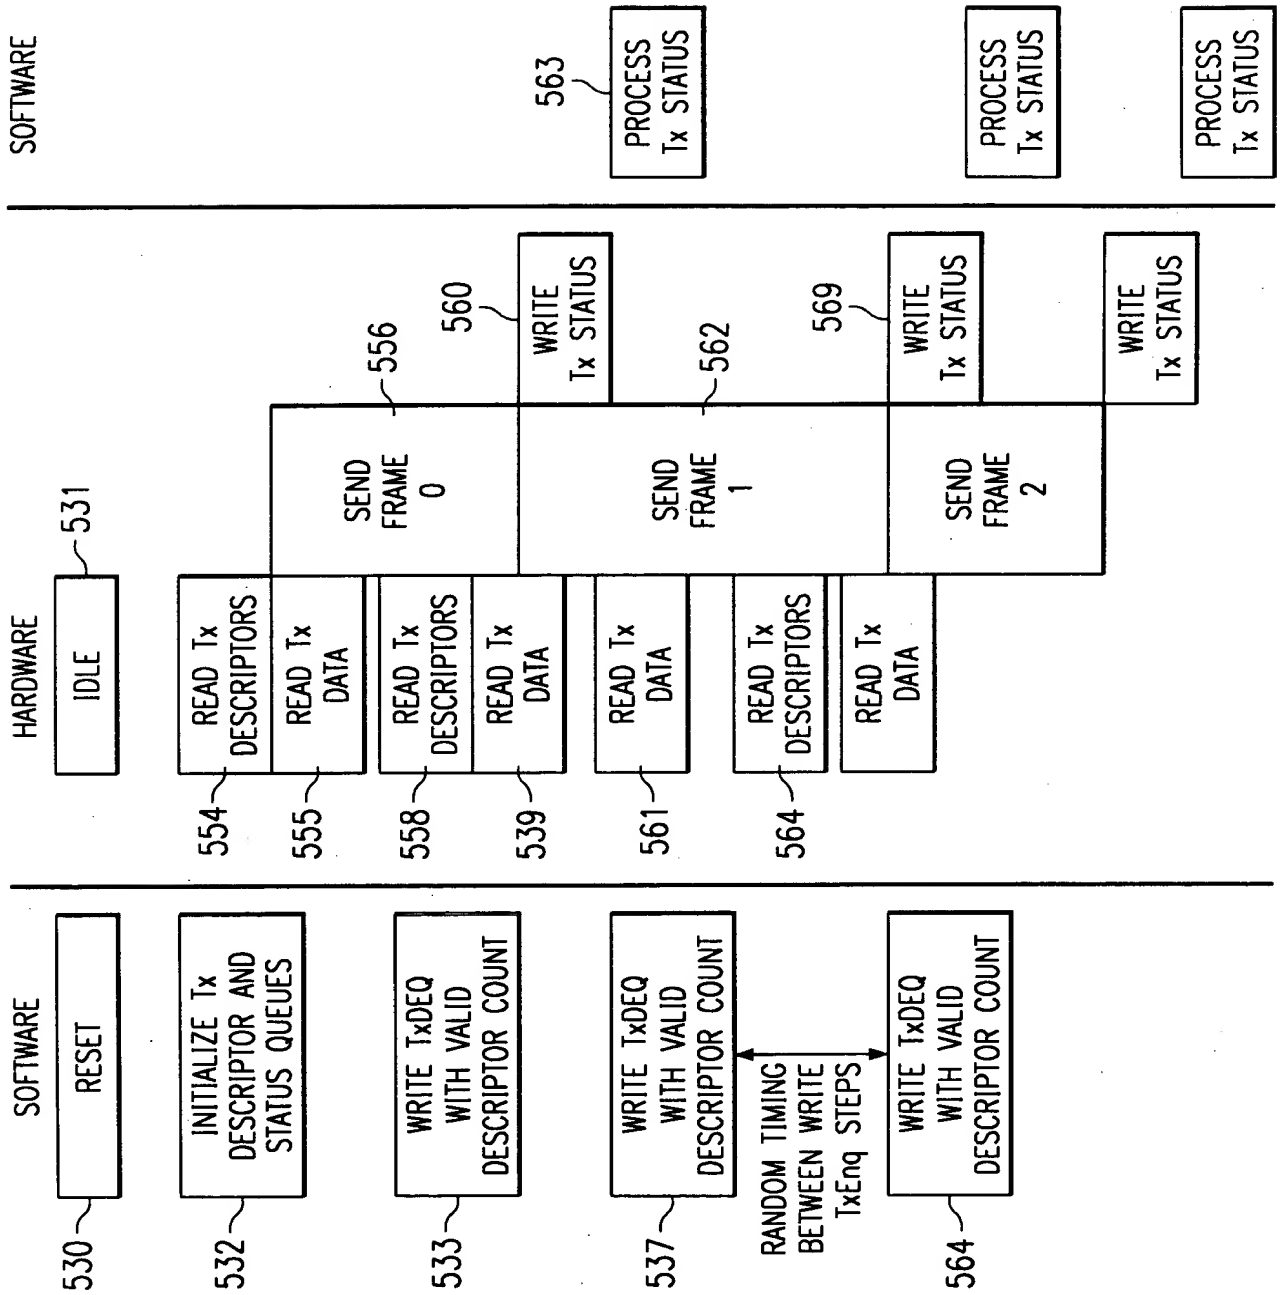 SOFTWARE
530
RESET
532
INITIALIZE Tx
DESCRIPTOR AND
STATUS QUEUES
533
WRITE TxDEQ
WITH VALID
DESCRIPTOR COUNT
537
WRITE TxDEQ
WITH VALID
DESCRIPTOR COUNT
RANDOM TIMING
BETWEEN WRITE
TxEnq STEPS
564
WRITE TxDEQ
WITH VALID
DESCRIPTOR COUNT
HARDWARE
IDLE
531
554
READ Tx
DESCRIPTORS
555
READ Tx
DATA
558
READ Tx
DESCRIPTORS
539
READ Tx
DATA
561
READ Tx
DATA
564
READ Tx
DESCRIPTORS
READ Tx
DATA
556
SEND
FRAME
0
562
SEND
FRAME
1
SEND
FRAME
2
560
WRITE
Tx STATUS
569
WRITE
Tx STATUS
WRITE
Tx STATUS
SOFTWARE
563
PROCESS
Tx STATUS
PROCESS
Tx STATUS
PROCESS
Tx STATUS